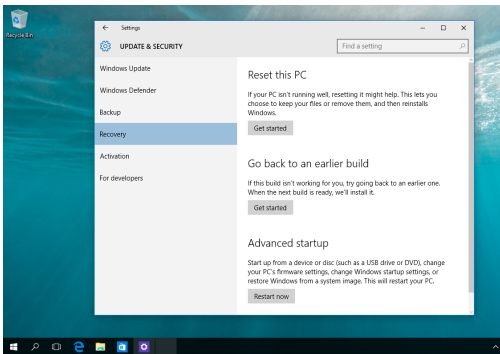 Recycle Bin
Settings
UPDATE & SECURITY
Find a setting
Windows Update
Windows Defender
Backup
Recovery
Activation
For developers
Reset this PC
If your PC isn't running well, resetting it might help. This lets you
choose to keep your files or remove them, and then reinstalls
Windows.
Get started
Go back to an earlier build
If this build isn't working for you, try going back to an earlier one.
When the next build is ready, we'll install it.
Get started
Advanced startup
Start up from a device or disc (such as a USB drive or DVD), change
your PC's firmware settings, change Windows startup settings, or
restore Windows from a system image. This will restart your PC.
Restart now